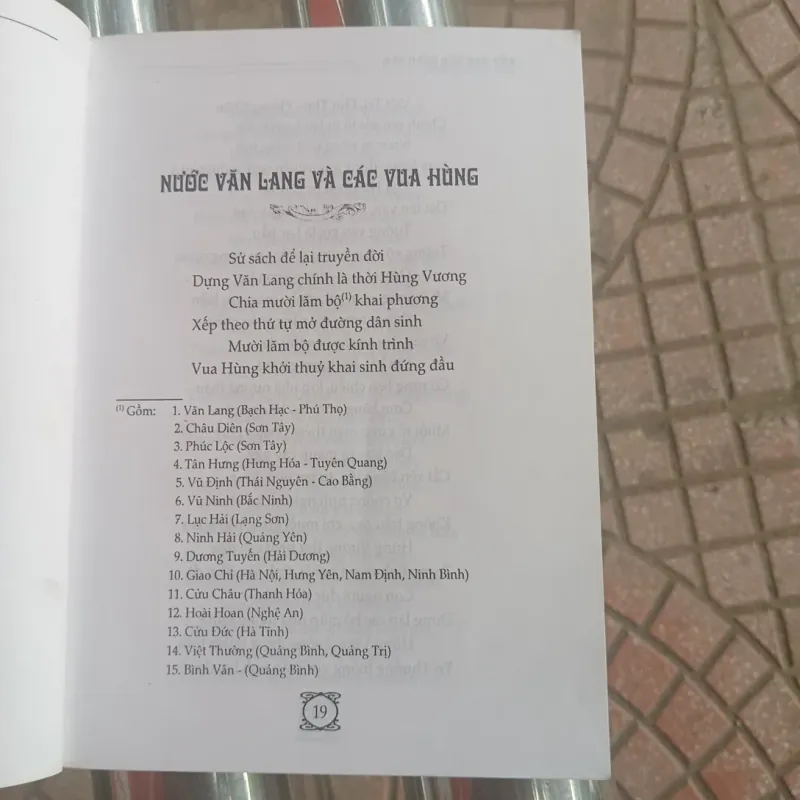 NƯỚC VĂN LANG VÀ CÁC VUA HÙNG
Sử sách để lại truyền đời
Dựng Văn Lang chính là thời Hùng Vương
Chia mười lăm bộ(1) khai phương
Xếp theo thứ tự mở đường dân sinh
Mười lăm bộ được kính trình
Vua Hùng khởi thuỷ khai sinh đứng đầu
(1) Gồm: 1. Văn Lang (Bạch Hạc - Phú Thọ)
2. Châu Diên (Sơn Tây)
3. Phúc Lộc (Sơn Tây)
4. Tân Hưng (Hưng Hóa - Tuyên Quang)
5. Vũ Định (Thái Nguyên - Cao Bằng)
6. Vũ Ninh (Bắc Ninh)
7. Lục Hải (Lạng Sơn)
8. Ninh Hải (Quảng Yên)
9. Dương Tuyến (Hải Dương)
10. Giao Chỉ (Hà Nội, Hưng Yên, Nam Định, Ninh Bình)
11. Cửu Châu (Thanh Hóa)
12. Hoài Hoan (Nghệ An)
13. Cửu Đức (Hà Tĩnh)
14. Việt Thường (Quảng Bình, Quảng Trị)
15. Bình Văn - (Quảng Bình)
19